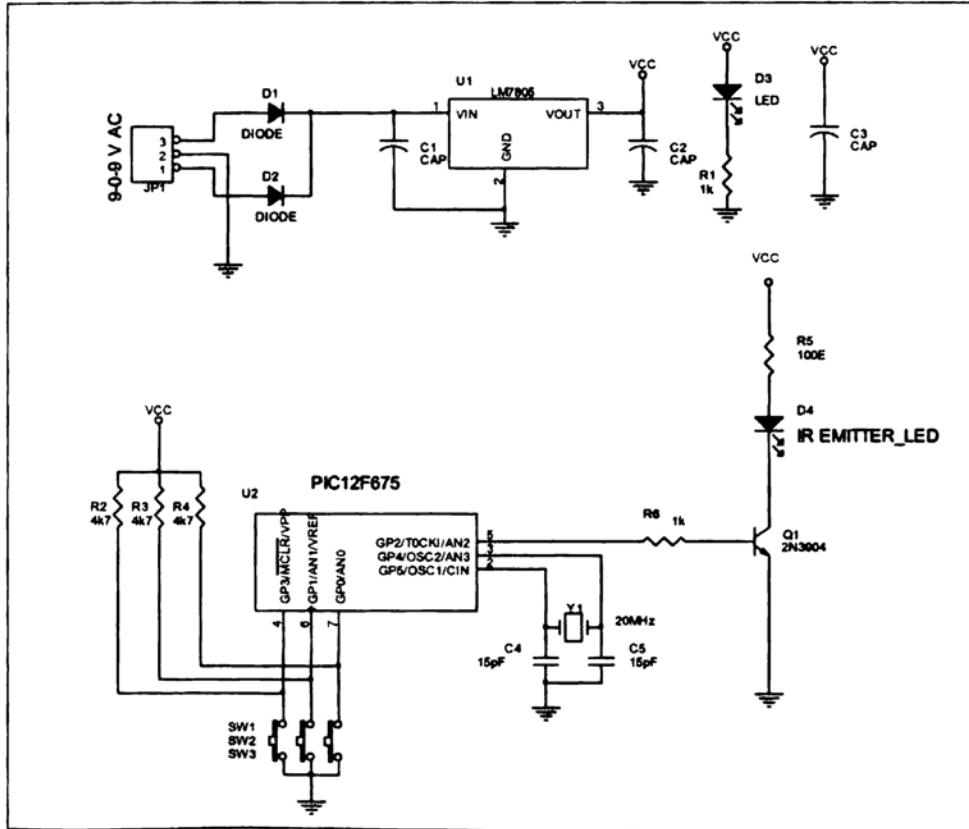 9-0-9 V AC
3
2
1
JP1
D1
DIODE
D2
DIODE
C1
CAP
U1
LM7805
1
VIN
VOUT
3
GND
2
VCC
C2
CAP
VCC
D3
LED
R1
1k
VCC
C3
CAP
VCC
R5
100E
D4
IR EMITTER_LED
Q1
2N3904
R6
1k
VCC
R2
4k7
R3
4k7
R4
4k7
U2
PIC12F675
GP3/MCLR/VPP
GP1/AN1/VREF
GP0/AN0
4
6
7
GP2/T0CKI/AN2
5
GP4/OSC2/AN3
3
GP5/OSC1/CIN
2
Y1
20MHz
C4
15pF
C5
15pF
SW1
SW2
SW3